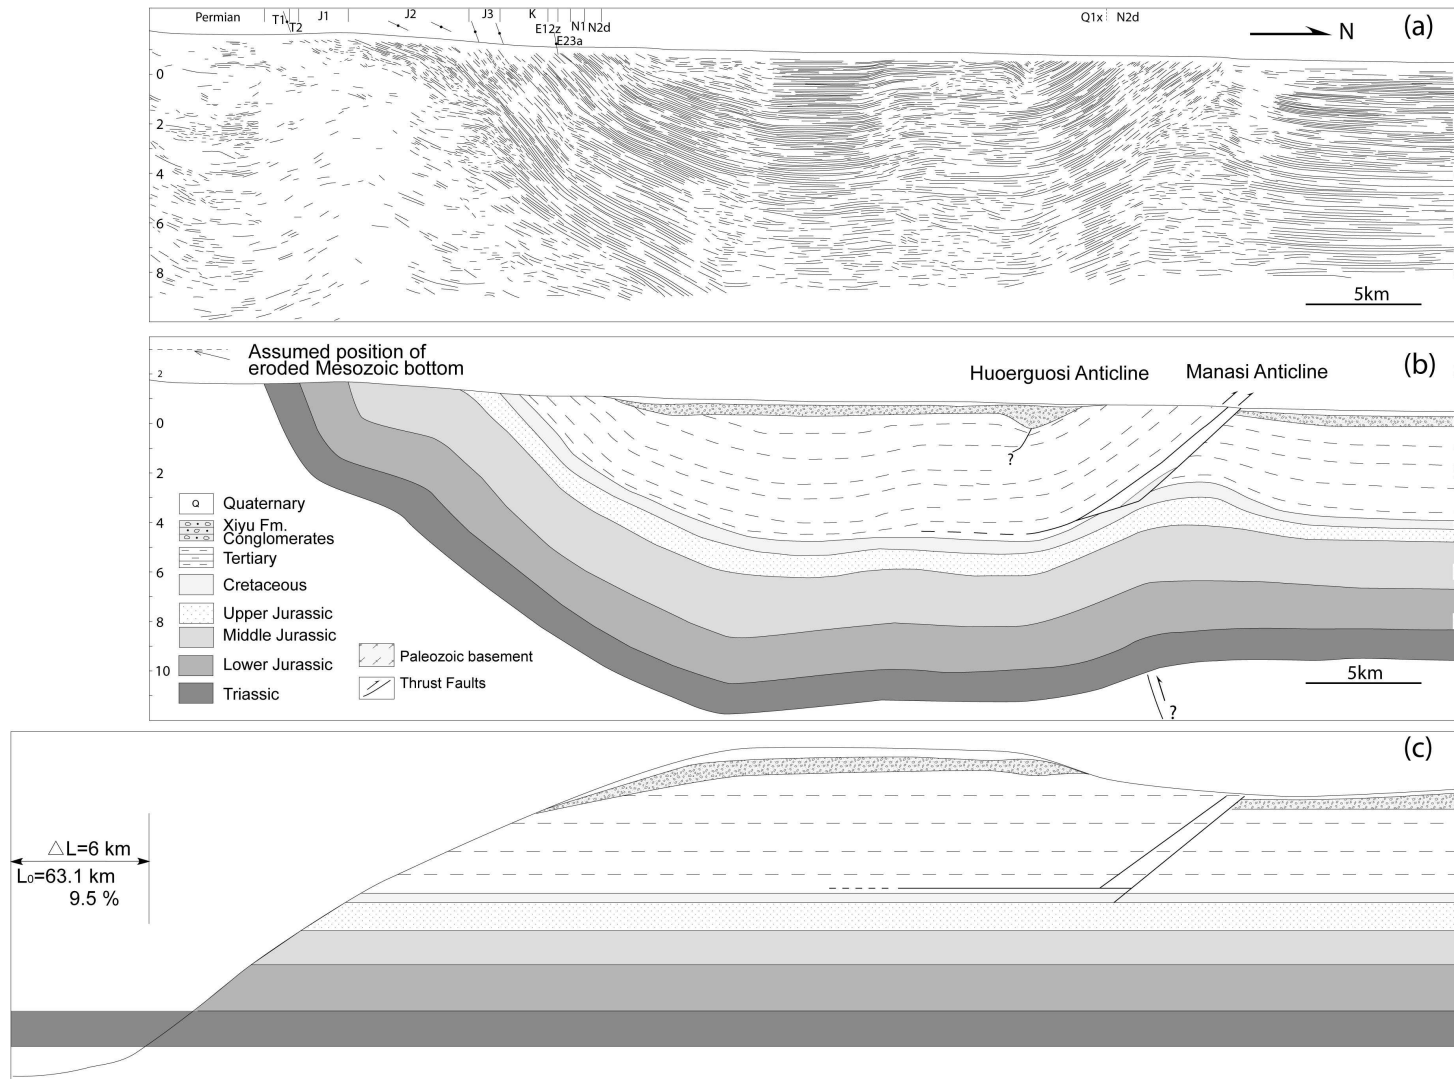 Permian T1 T2 J1 J2 J3 K E12z E23a N1 N2d Q1x N2d
N
(a)
0
2
4
6
8
5km
Assumed position of
eroded Mesozoic bottom
(b)
Huoerguosi Anticline
Manasi Anticline
2
0
2
4
6
8
10
?
?
Q Quaternary
Xiyu Fm.
Conglomerates
Tertiary
Cretaceous
Upper Jurassic
Middle Jurassic
Lower Jurassic
Triassic
Paleozoic basement
Thrust Faults
5km
(c)
△L=6 km
L₀=63.1 km
9.5 %